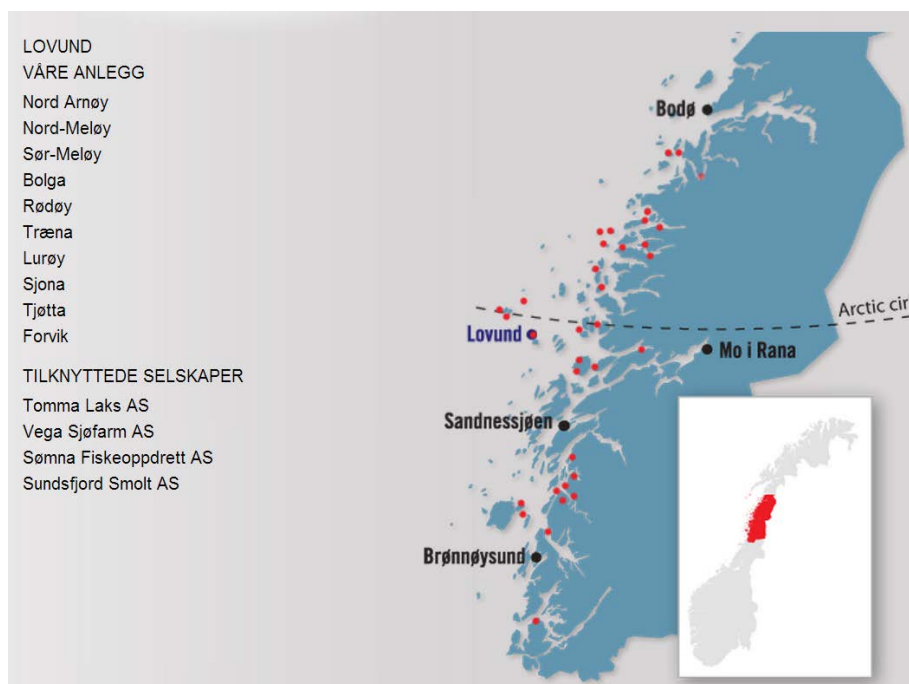 LOVUND
VÅRE ANLEGG
Nord Arnøy
Nord-Meløy
Sør-Meløy
Bolga
Rødøy
Træna
Lurøy
Sjona
Tjøtta
Forvik
TILKNYTTEDE SELSKAPER
Tomma Laks AS
Vega Sjøfarm AS
Sømna Fiskeoppdrett AS
Sundsfjord Smolt AS
Bodø
Arctic cir
Lovund
Mo i Rana
Sandnessjøen
Brønnøysund